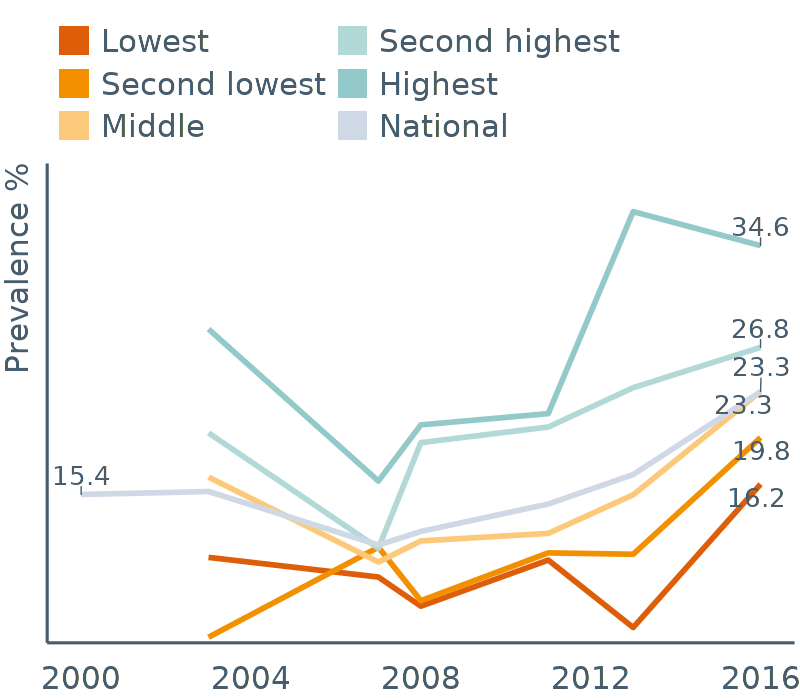 Lowest
Second highest
Second lowest
Highest
Middle
National
Prevalence %
34.6
26.8
23.3
23.3
19.8
15.4
16.2
2000 2004 2008 2012 2016